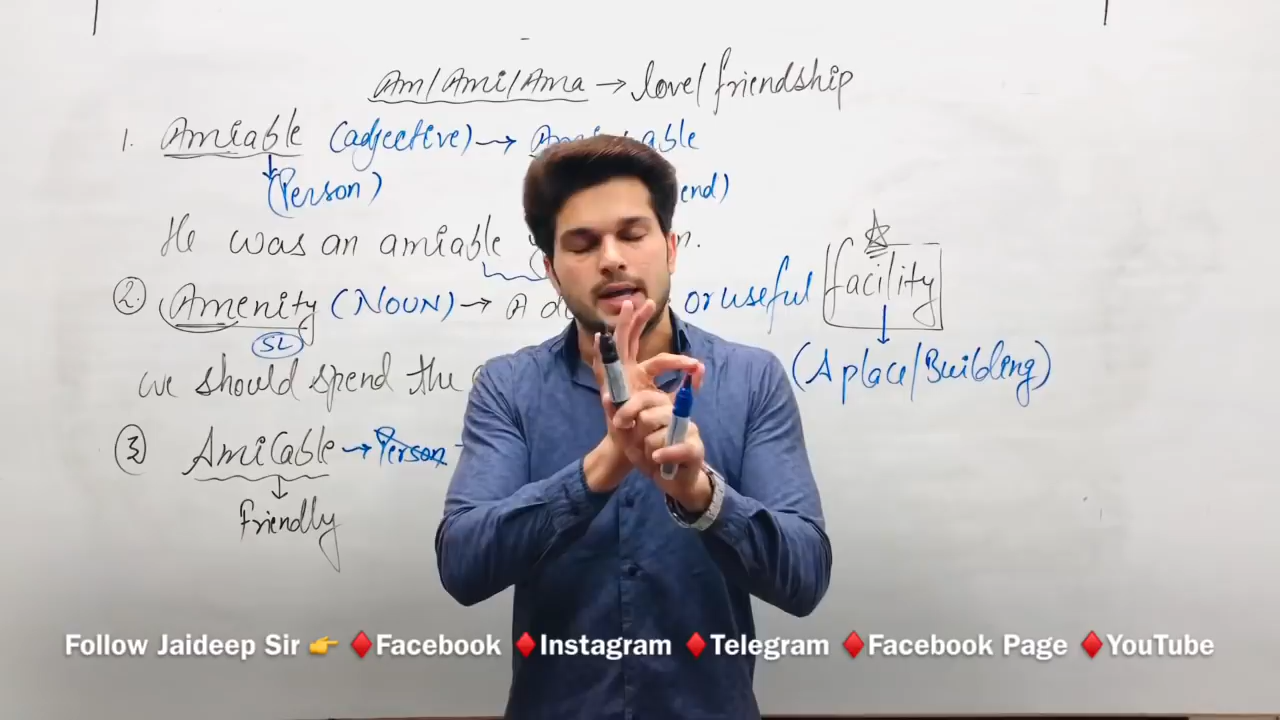 Am/Ami/Ama → love/friendship
1. Amiable (adjective) → able
(Person) end)
He was an amiable n.
2. Amenity (NOUN) → A or useful facility
SL
we should spend the (A place/Building)
3 Amicable → Person
Friendly
Follow Jaideep Sir 👉 ♦Facebook ♦Instagram ♦Telegram ♦Facebook Page ♦YouTube